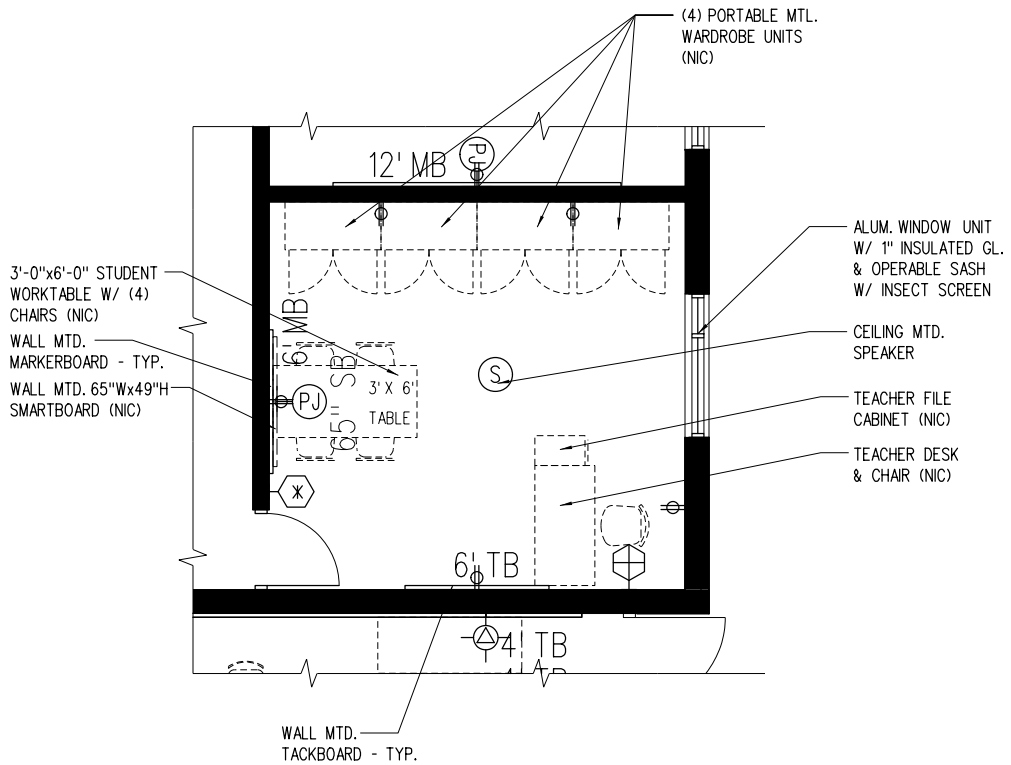 (4) PORTABLE MTL.
WARDROBE UNITS
(NIC)
12' MB
PJ
ALUM. WINDOW UNIT
W/ 1" INSULATED GL.
& OPERABLE SASH
W/ INSECT SCREEN
3'-0"x6'-0" STUDENT
WORKTABLE W/ (4)
CHAIRS (NIC)
WALL MTD.
MARKERBOARD - TYP.
WALL MTD. 65"Wx49"H
SMARTBOARD (NIC)
6' MB
65" SB
PJ
3' X 6'
TABLE
S
CEILING MTD.
SPEAKER
TEACHER FILE
CABINET (NIC)
TEACHER DESK
& CHAIR (NIC)
6' TB
4' TB
WALL MTD.
TACKBOARD - TYP.